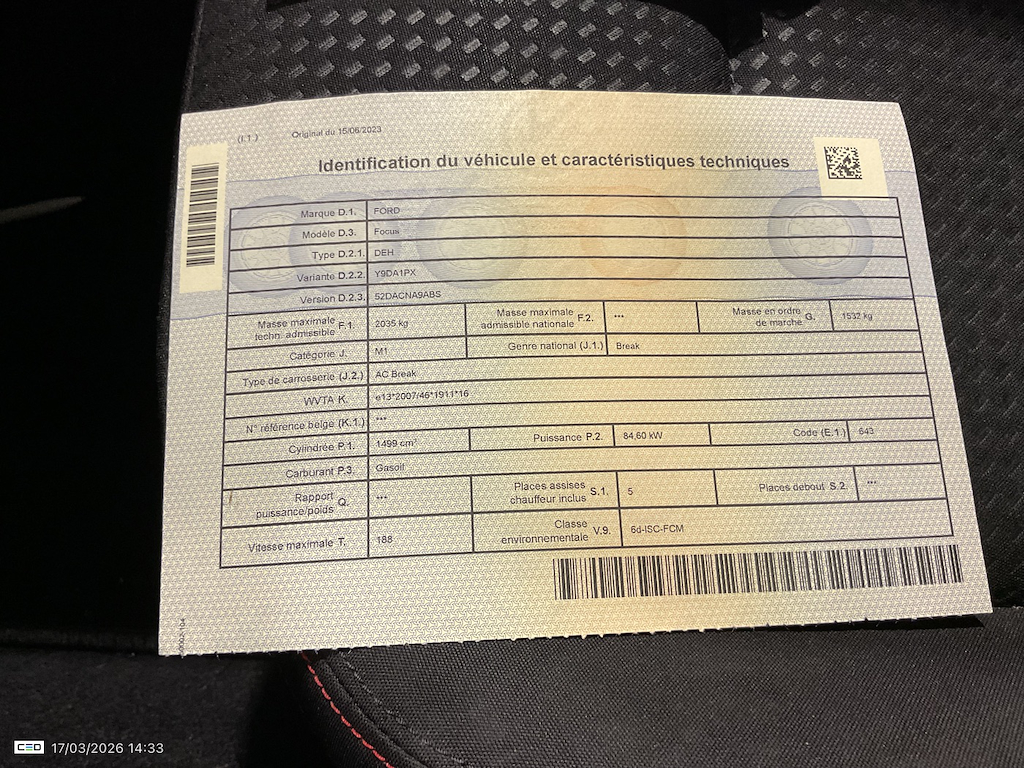 (I.1.)
Original du 15/06/2023
Identification du véhicule et caractéristiques techniques
Marque D.1. FORD
Modèle D.3. Focus
Type D.2.1. DEH
Variante D.2.2. Y9DA1PX
Version D.2.3. 52DACNA9ABS
Masse maximale techn. admissible F.1. 2035 kg Masse maximale admissible nationale F.2. *** Masse en ordre de marche G. 1532 kg
Catégorie J. M1 Genre national (J.1.) Break
Type de carrosserie (J.2.) AC Break
WVTA K. e13*2007/46*1911*16
N° référence belge (K.1.) ***
Cylindrée P.1. 1499 cm³ Puissance P.2. 84,60 kW Code (E.1.) 643
Carburant P.3. Gasoil
Rapport puissance/poids Q. *** Places assises chauffeur inclus S.1. 5 Places debout S.2. ***
Vitesse maximale T. 188 Classe environnementale V.9. 6d-ISC-FCM
17/03/2026 14:33